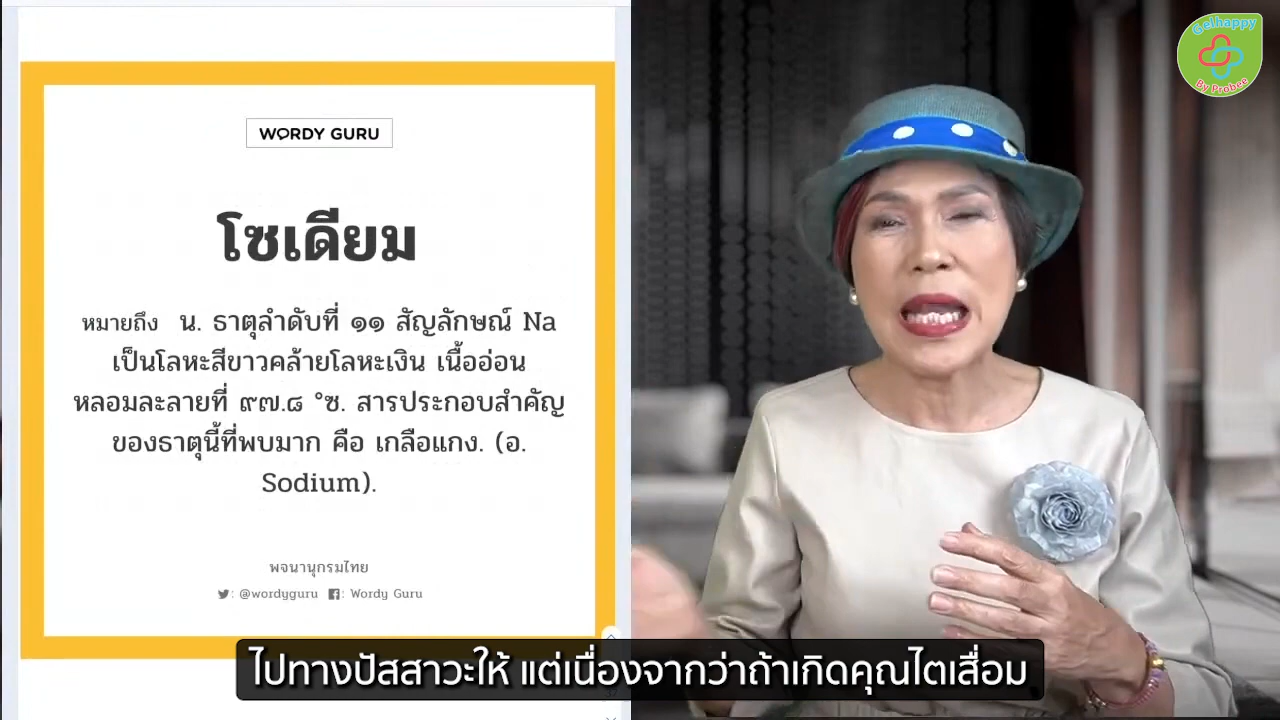 WORDY GURU
โซเดียม
หมายถึง น. ธาตุลำดับที่ ๑๑ สัญลักษณ์ Na
เป็นโลหะสีขาวคล้ายโลหะเงิน เนื้ออ่อน
หลอมละลายที่ ๙๗.๘ °ซ. สารประกอบสำคัญ
ของธาตุนี้ที่พบมาก คือ เกลือแกง. (อ.
Sodium).
พจนานุกรมไทย
: @wordyguru : Wordy Guru
Gelhappy
By Probee
ไปทางปัสสาวะให้ แต่เนื่องจากว่าถ้าเกิดคุณไตเสื่อม